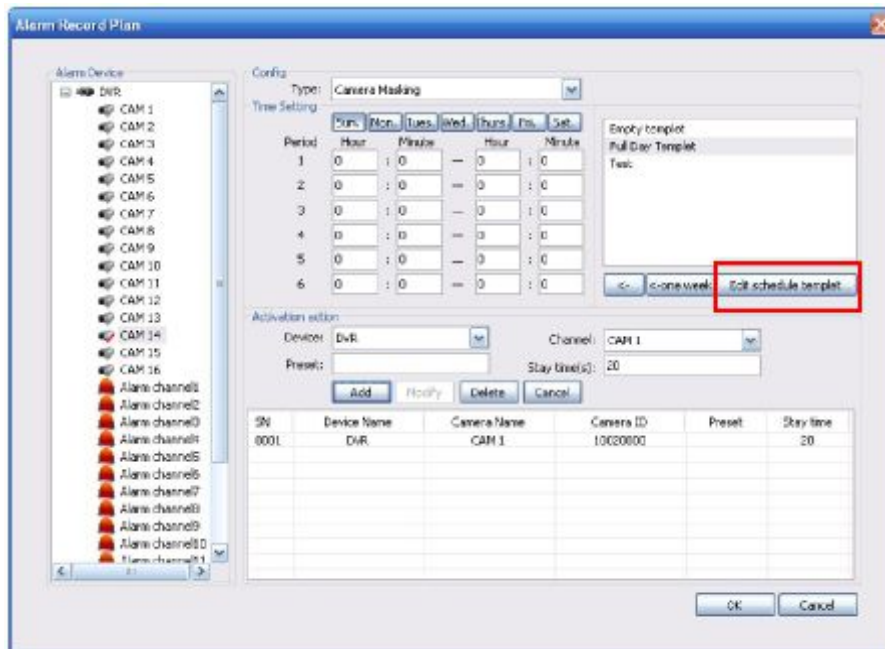 Alarm Record Plan
Alarm Device
DVR
CAM 1
CAM 2
CAM 3
CAM 4
CAM 5
CAM 6
CAM 7
CAM 8
CAM 9
CAM 10
CAM 11
CAM 12
CAM 13
CAM 14
CAM 15
CAM 16
Alarm channel1
Alarm channel2
Alarm channel3
Alarm channel4
Alarm channel5
Alarm channel6
Alarm channel7
Alarm channel8
Alarm channel9
Alarm channel10
Alarm channel11
Config
Type: Camera Masking
Time Setting
Sun. Mon. Tues. Wed. Thurs. Fri. Sat.
Period Hour Minute Hour Minute
1 0 : 0 — 0 : 0
2 0 : 0 — 0 : 0
3 0 : 0 — 0 : 0
4 0 : 0 — 0 : 0
5 0 : 0 — 0 : 0
6 0 : 0 — 0 : 0
Empty templet
Full Day Templet
Test
<- <-one week Edit schedule templet
Activation action
Device: DVR Channel: CAM 1
Preset: Stay time(s): 20
Add Modify Delete Cancel
SN Device Name Camera Name Camera ID Preset Stay time
0001 DVR CAM 1 10020000 20
OK Cancel